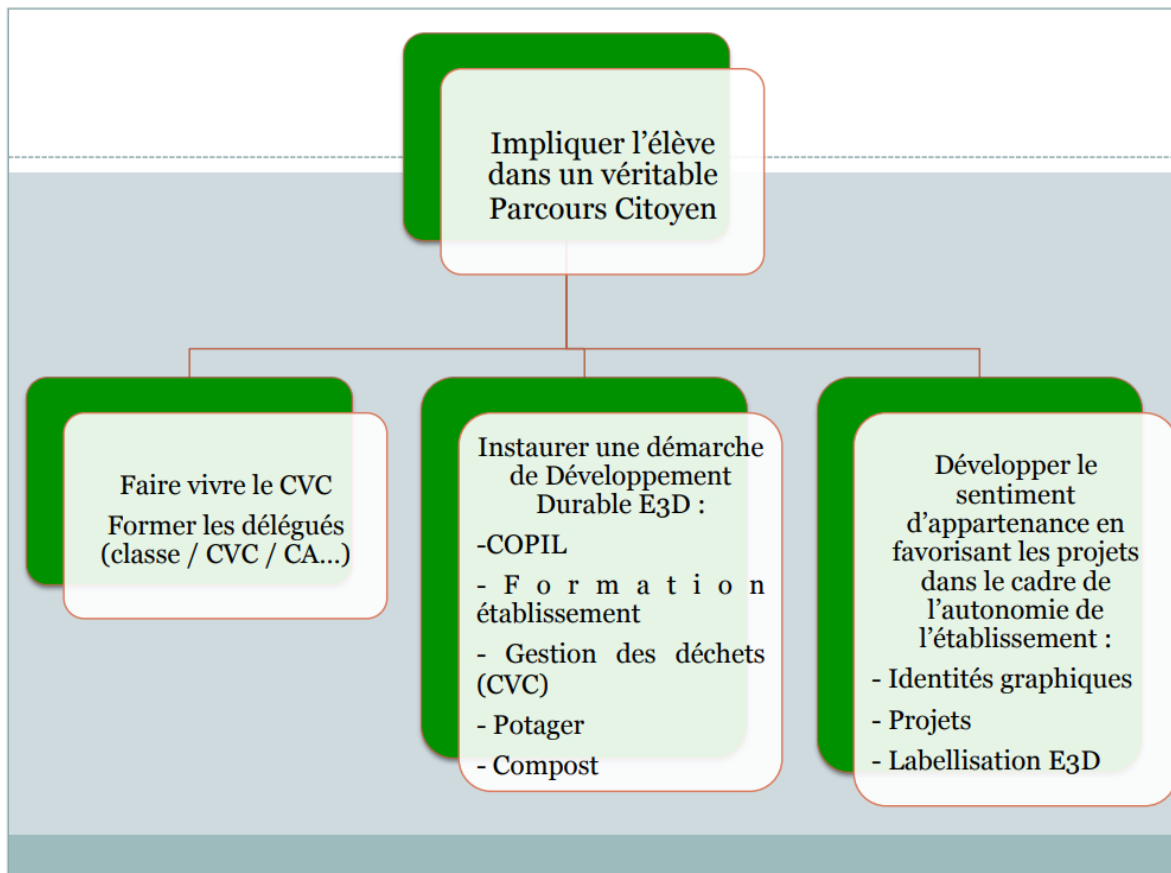 Impliquer l’élève
dans un véritable
Parcours Citoyen
Faire vivre le CVC
Former les délégués
(classe / CVC / CA...)
Instaurer une démarche
de Développement
Durable E3D :
-COPIL
- F o r m a t i o n
établissement
- Gestion des déchets
(CVC)
- Potager
- Compost
Développer le
sentiment
d’appartenance en
favorisant les projets
dans le cadre de
l’autonomie de
l’établissement :
- Identités graphiques
- Projets
- Labellisation E3D